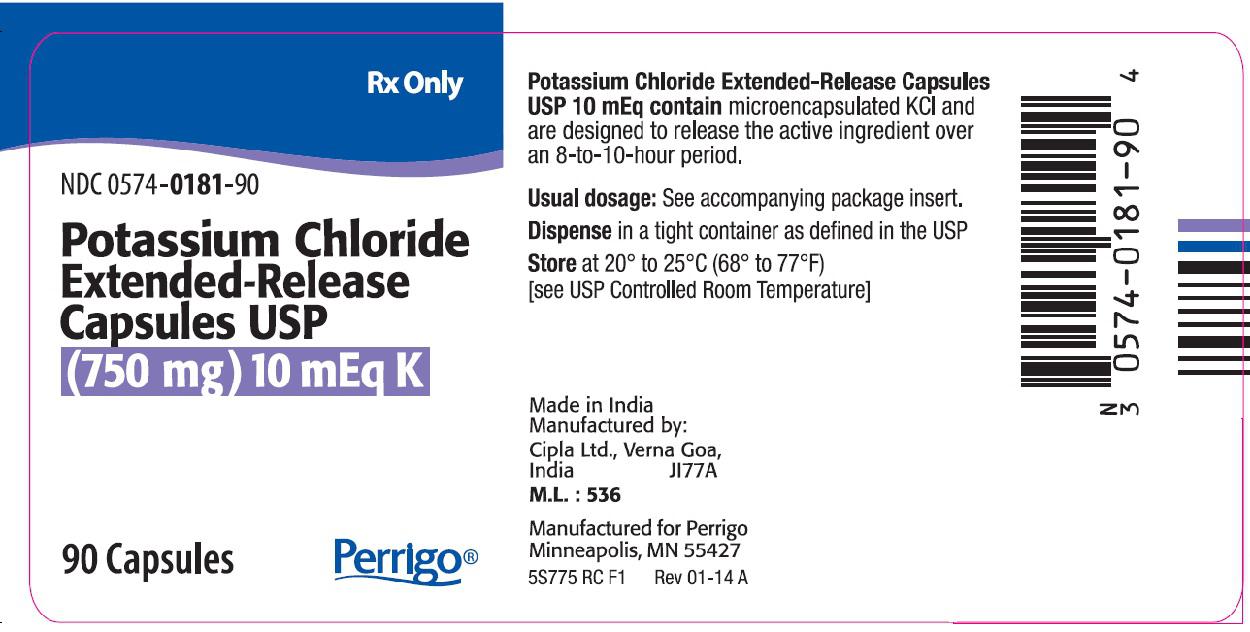 Rx Only
NDC 0574-0181-90
Potassium Chloride
Extended-Release
Capsules USP
(750 mg) 10 mEq K
90 Capsules
Perrigo®
Potassium Chloride Extended-Release Capsules
USP 10 mEq contain microencapsulated KCl and
are designed to release the active ingredient over
an 8-to-10-hour period.
Usual dosage: See accompanying package insert.
Dispense in a tight container as defined in the USP
Store at 20° to 25°C (68° to 77°F)
[see USP Controlled Room Temperature]
Made in India
Manufactured by:
Cipla Ltd., Verna Goa,
India JI77A
M.L. : 536
Manufactured for Perrigo
Minneapolis, MN 55427
5S775 RC F1 Rev 01-14 A
N
3 0574-0181-90 4